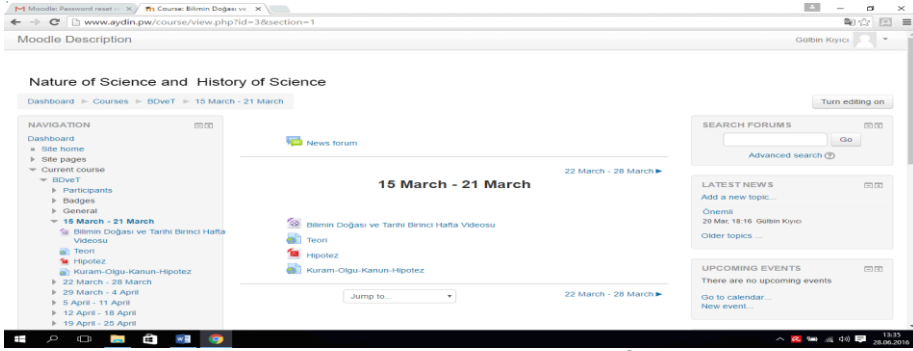 Moodle: Password reset
Course: Bilimin Doğası ve
www.aydin.pw/course/view.php?id=3&section=1
Moodle Description
Gülbin Kıyıcı
Nature of Science and History of Science
Dashboard ► Courses ► BDveT ► 15 March - 21 March
Turn editing on
NAVIGATION
Dashboard
Site home
Site pages
Current course
BDveT
Participants
Badges
General
15 March - 21 March
Bilimin Doğası ve Tarihi Birinci Hafta
Videosu
Teori
Hipotez
Kuram-Olgu-Kanun-Hipotez
22 March - 28 March
29 March - 4 April
5 April - 11 April
12 April - 18 April
19 April - 25 April
News forum
22 March - 28 March ►
15 March - 21 March
Bilimin Doğası ve Tarihi Birinci Hafta Videosu
Teori
Hipotez
Kuram-Olgu-Kanun-Hipotez
Jump to...
22 March - 28 March ►
SEARCH FORUMS
Go
Advanced search
LATEST NEWS
Add a new topic...
Önemli
20 Mar, 18:16 Gülbin Kıyıcı
Older topics ...
UPCOMING EVENTS
There are no upcoming events
Go to calendar...
New event...
13:35
28.06.2016